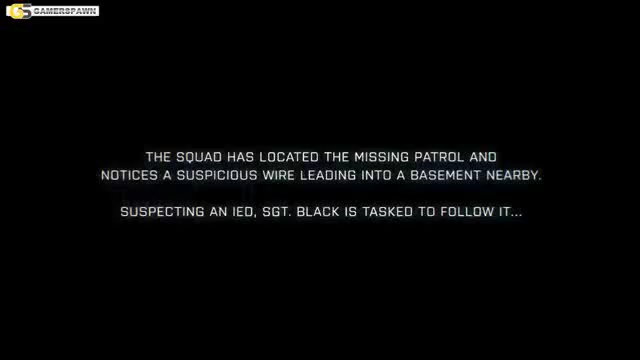 GAMERSPAWN
THE SQUAD HAS LOCATED THE MISSING PATROL AND
NOTICES A SUSPICIOUS WIRE LEADING INTO A BASEMENT NEARBY.
SUSPECTING AN IED, SGT. BLACK IS TASKED TO FOLLOW IT...